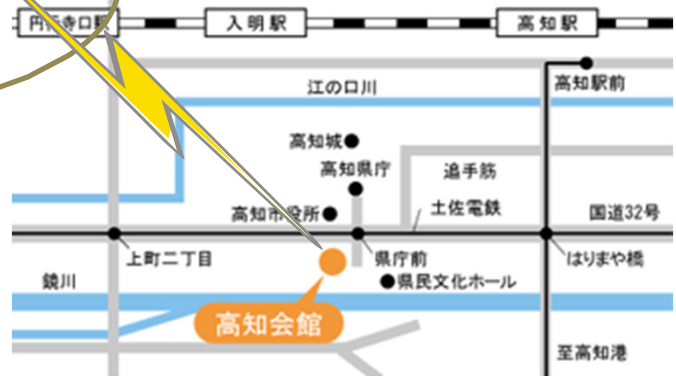 円行寺口駅
入明駅
高知駅
高知駅前
江の口川
高知城
高知県庁
追手筋
高知市役所
土佐電鉄
国道32号
上町二丁目
県庁前
はりまや橋
鏡川
県民文化ホール
高知会館
至高知港